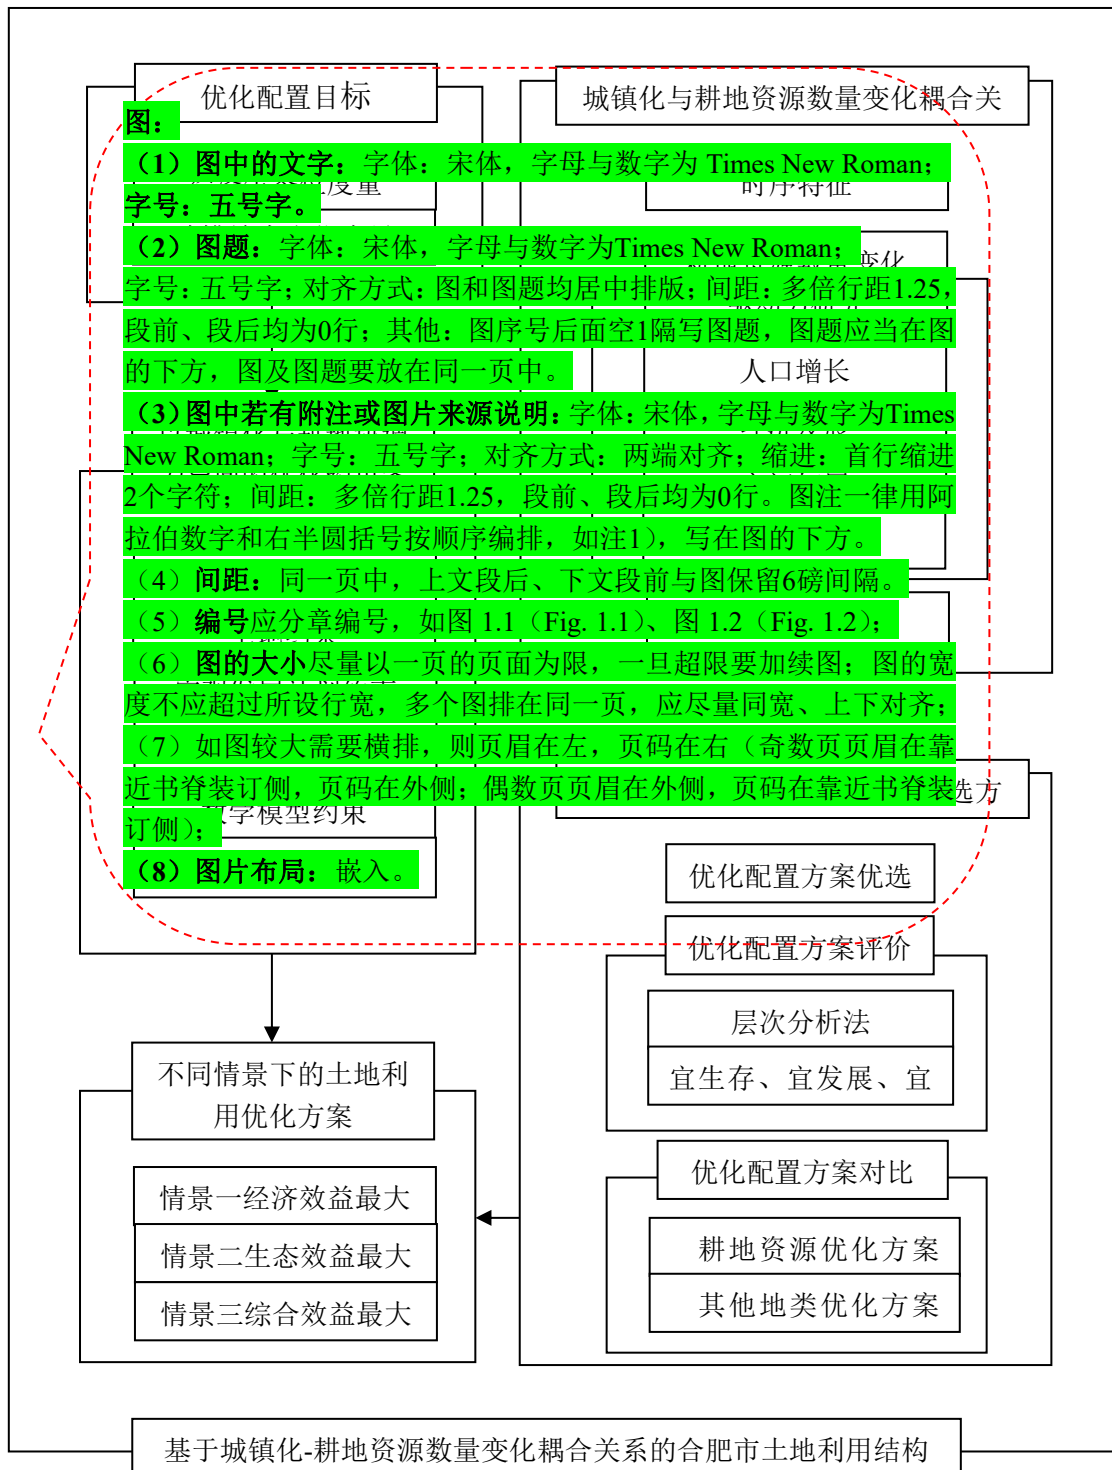 优化配置目标
城镇化与耕地资源数量变化耦合关
图：
（1）图中的文字：字体：宋体，字母与数字为 Times New Roman；
字号：五号字。
（2）图题：字体：宋体，字母与数字为Times New Roman；
字号：五号字；对齐方式：图和图题均居中排版；间距：多倍行距1.25，
段前、段后均为0行；其他：图序号后面空1隔写图题，图题应当在图
的下方，图及图题要放在同一页中。
（3）图中若有附注或图片来源说明：字体：宋体，字母与数字为Times
New Roman；字号：五号字；对齐方式：两端对齐；缩进：首行缩进
2个字符；间距：多倍行距1.25，段前、段后均为0行。图注一律用阿
拉伯数字和右半圆括号按顺序编排，如注1），写在图的下方。
（4）间距：同一页中，上文段后、下文段前与图保留6磅间隔。
（5）编号应分章编号，如图 1.1（Fig. 1.1）、图 1.2（Fig. 1.2）；
（6）图的大小尽量以一页的页面为限，一旦超限要加续图；图的宽
度不应超过所设行宽，多个图排在同一页，应尽量同宽、上下对齐；
（7）如图较大需要横排，则页眉在左，页码在右（奇数页页眉在靠
近书脊装订侧，页码在外侧；偶数页页眉在外侧，页码在靠近书脊装
订侧）；
（8）图片布局：嵌入。
度量
时序特征
变化
人口增长
数学模型约束
选方
优化配置方案优选
优化配置方案评价
层次分析法
宜生存、宜发展、宜
不同情景下的土地利
用优化方案
情景一经济效益最大
情景二生态效益最大
情景三综合效益最大
优化配置方案对比
耕地资源优化方案
其他地类优化方案
基于城镇化-耕地资源数量变化耦合关系的合肥市土地利用结构